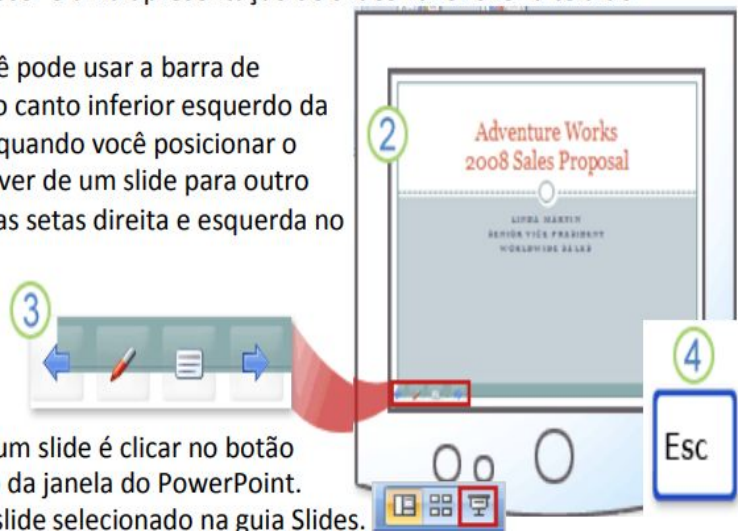 ê pode usar a barra de
o canto inferior esquerdo da
quando você posicionar o
ver de um slide para outro
as setas direita e esquerda no
2
Adventure Works
2008 Sales Proposal
LINDA MARTIN
SENIOR VICE PRESIDENT
WORLDWIDE SALES
3
4
Esc
um slide é clicar no botão
da janela do PowerPoint.
slide selecionado na guia Slides.